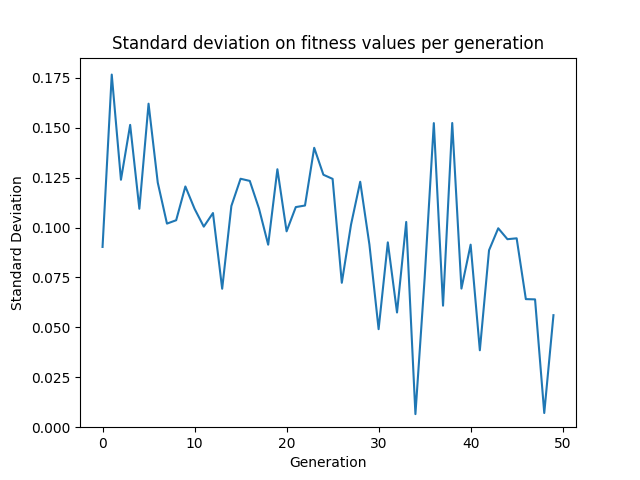 Standard deviation on fitness values per generation
0.175
0.150
0.125
0.100
0.075
0.050
0.025
0.000
Standard Deviation
0 10 20 30 40 50
Generation